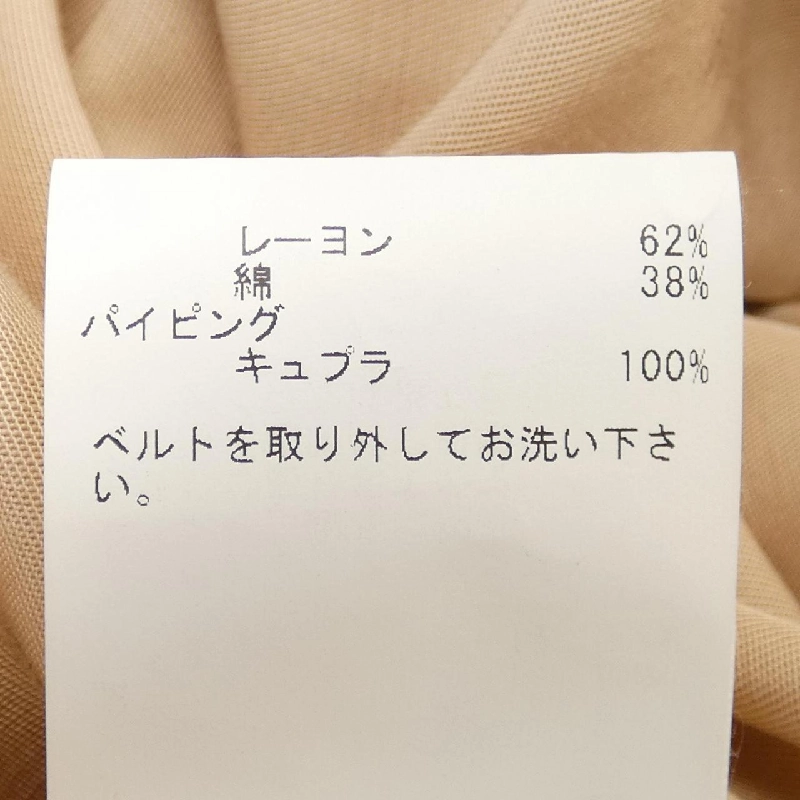 レーヨン 62%
綿 38%
パイピング
キュプラ 100%
ベルトを取り外してお洗い下さ
い。